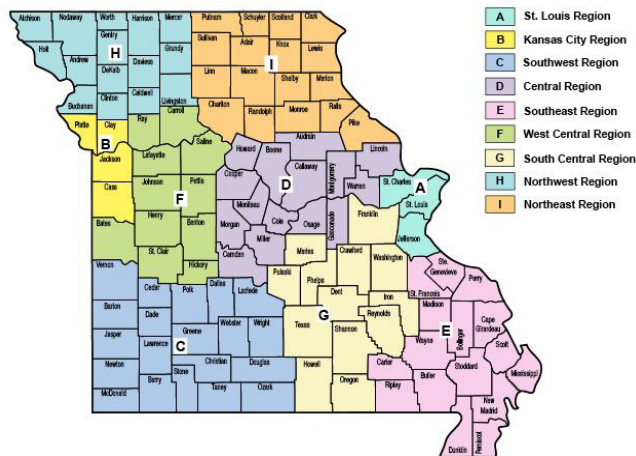 Atchison
Nodaway
Worth
Harrison
Mercer
Putnam
Schuyler
Scotland
Clark
Holt
Gentry
Sullivan
Adair
Knox
Lewis
Andrew
H
DeKalb
Daviess
Grundy
I
Linn
Macon
Shelby
Marion
Buchanan
Clinton
Caldwell
Livingston
Chariton
Randolph
Monroe
Ralls
Platte
Clay
Ray
Carroll
Pike
B
Jackson
Lafayette
Saline
Howard
Boone
Audrain
Callaway
Montgomery
Lincoln
Warren
St. Charles
A
St. Louis
Cass
Johnson
Pettis
Cooper
Moniteau
D
Cole
Osage
Gasconade
Franklin
Jefferson
F
Henry
Benton
Morgan
Miller
Bates
St. Clair
Hickory
Camden
Maries
Crawford
Washington
Ste.
Genevieve
Perry
St. Francis
Vernon
Cedar
Polk
Dallas
Laclede
Pulaski
Phelps
Dent
Iron
Madison
Cape
Girardeau
Barton
Dade
Greene
Webster
Wright
Texas
G
Shannon
Reynolds
Wayne
E
Bollinger
Scott
Jasper
Lawrence
C
Christian
Douglas
Howell
Carter
Stoddard
Mississippi
Newton
Stone
Oregon
Ripley
Butler
New
Madrid
McDonald
Barry
Taney
Ozark
Dunklin
Pemiscot
A St. Louis Region
B Kansas City Region
C Southwest Region
D Central Region
E Southeast Region
F West Central Region
G South Central Region
H Northwest Region
I Northeast Region